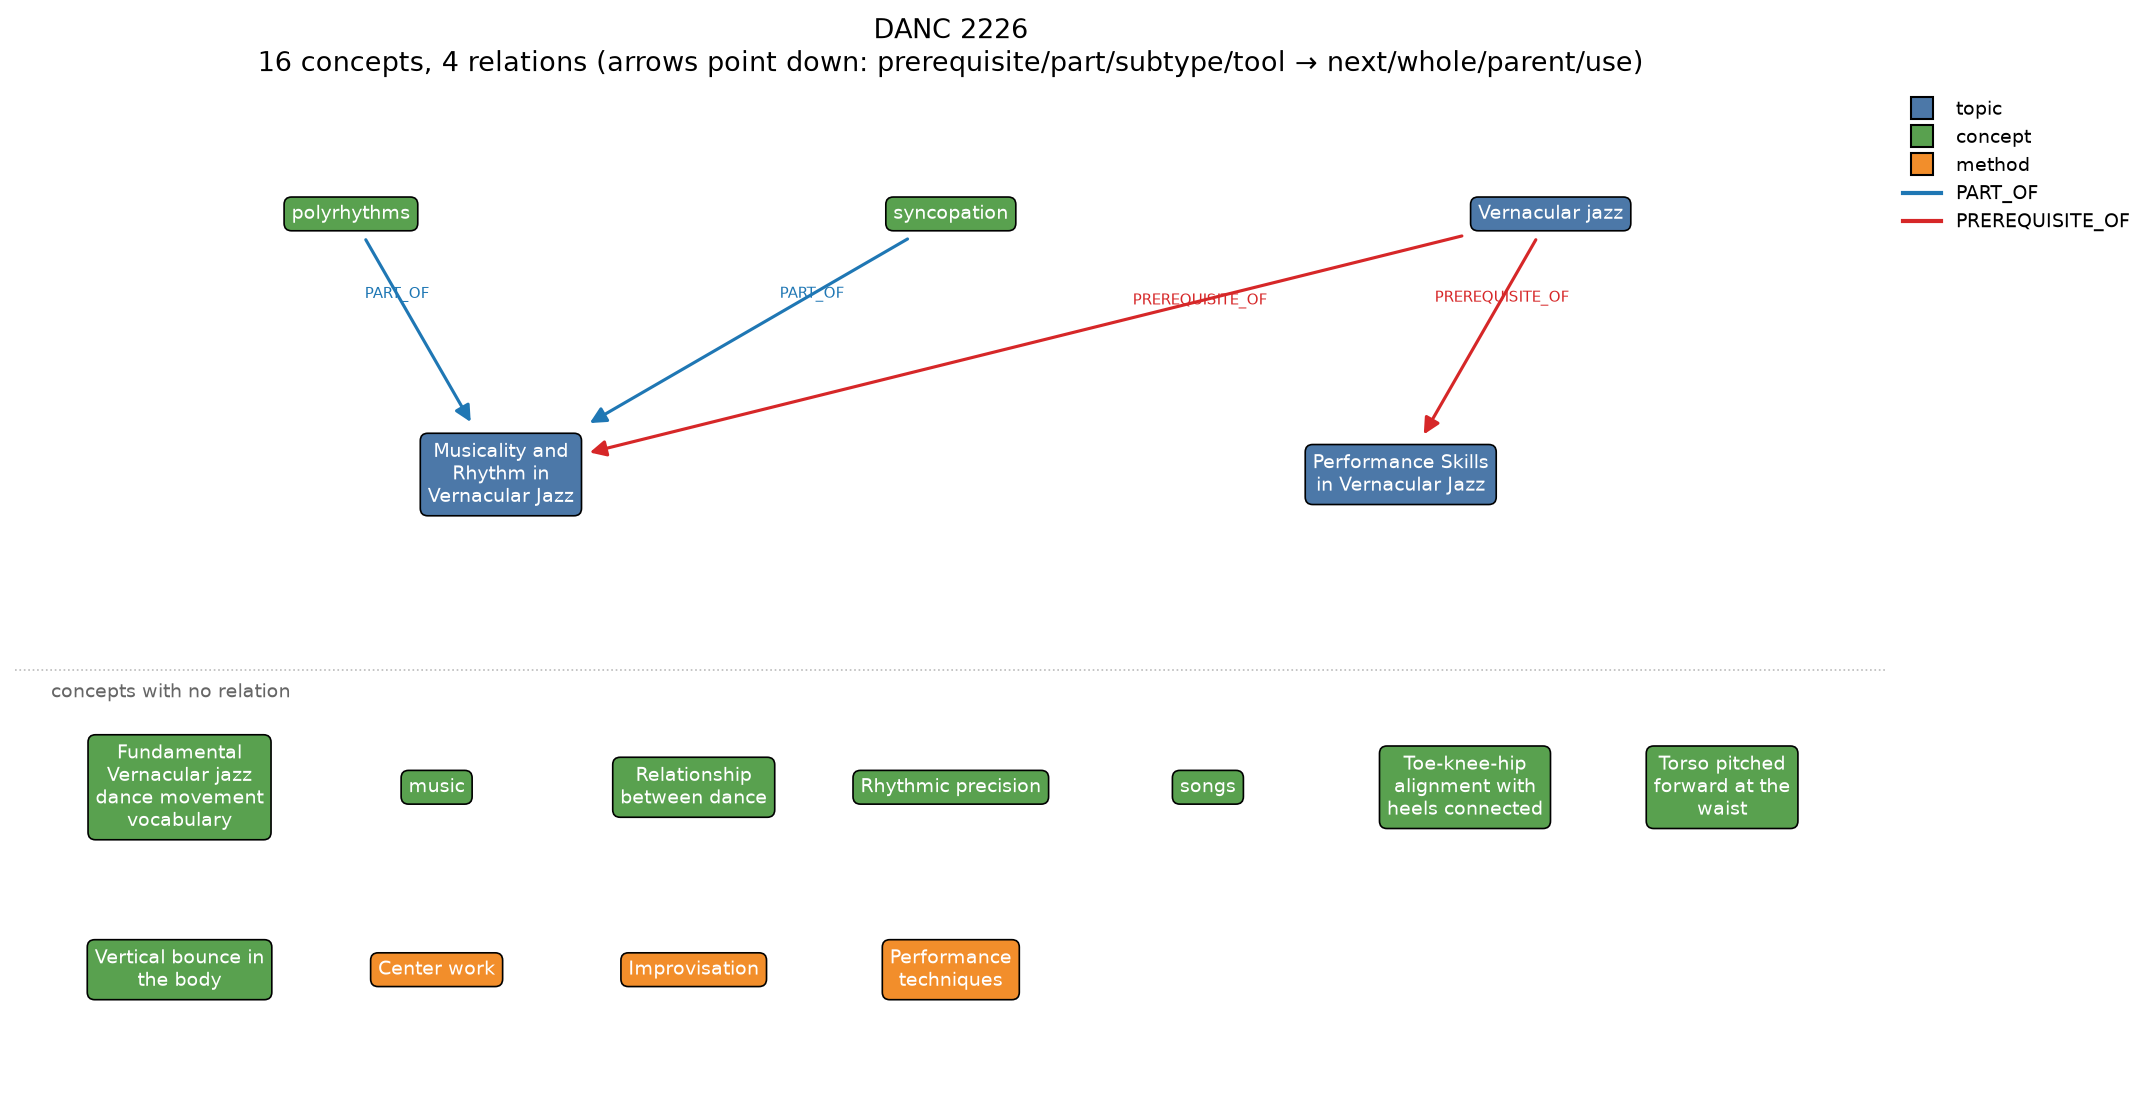 DANC 2226
16 concepts, 4 relations (arrows point down: prerequisite/part/subtype/tool → next/whole/parent/use)
topic
concept
method
PART_OF
PREREQUISITE_OF
polyrhythms
syncopation
Vernacular jazz
PART_OF
PART_OF
PREREQUISITE_OF
PREREQUISITE_OF
Musicality and
Rhythm in
Vernacular Jazz
Performance Skills
in Vernacular Jazz
concepts with no relation
Fundamental
Vernacular jazz
dance movement
vocabulary
music
Relationship
between dance
Rhythmic precision
songs
Toe-knee-hip
alignment with
heels connected
Torso pitched
forward at the
waist
Vertical bounce in
the body
Center work
Improvisation
Performance
techniques